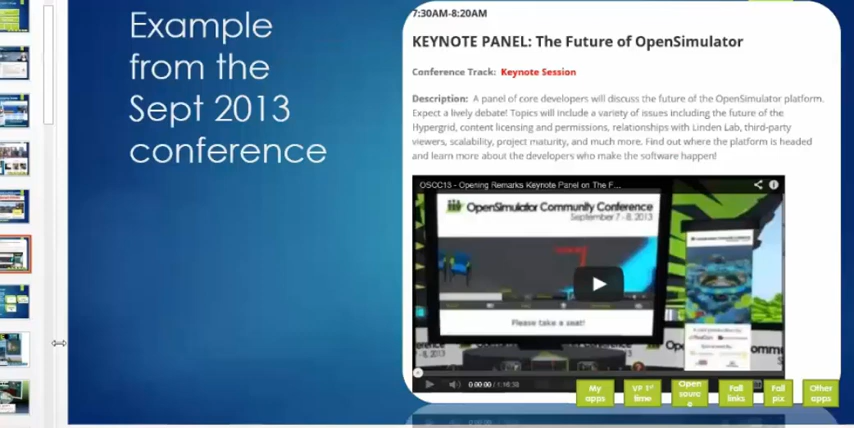 Example
from the
Sept 2013
conference
7:30AM-8:20AM
KEYNOTE PANEL: The Future of OpenSimulator
Conference Track: Keynote Session
Description: A panel of core developers will discuss the future of the OpenSimulator platform.
Expect a lively debate! Topics will include a variety of issues including the future of the
Hypergrid, content licensing and permissions, relationships with Linden Lab, third-party
viewers, scalability, project maturity, and much more. Find out where the platform is headed
and learn more about the developers who make the software happen!
OSCC13 - Opening Remarks Keynote Panel on The F...
OpenSimulator Community Conference
September 7-8, 2013
Please take a seat!
0:00:00
My
apps
VP 1st
time
Open
sourc
e
Fall
links
Fall
pix
Other
apps